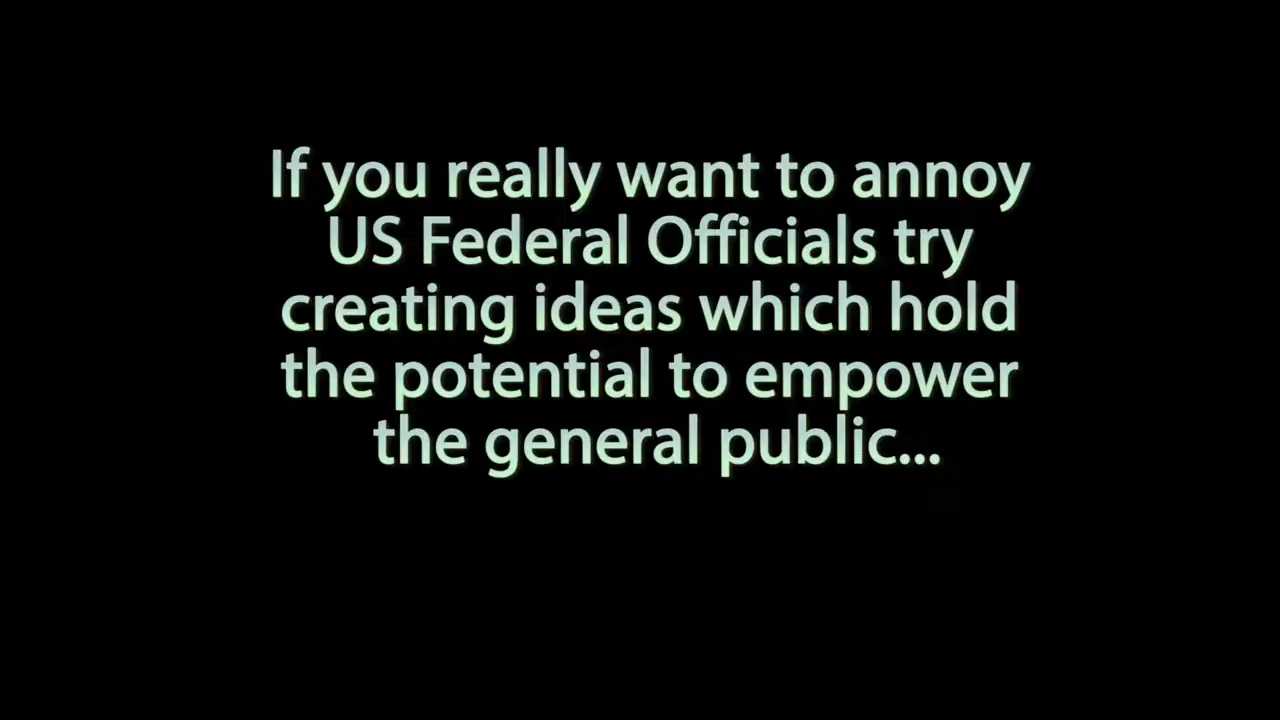 If you really want to annoy
US Federal Officials try
creating ideas which hold
the potential to empower
the general public...